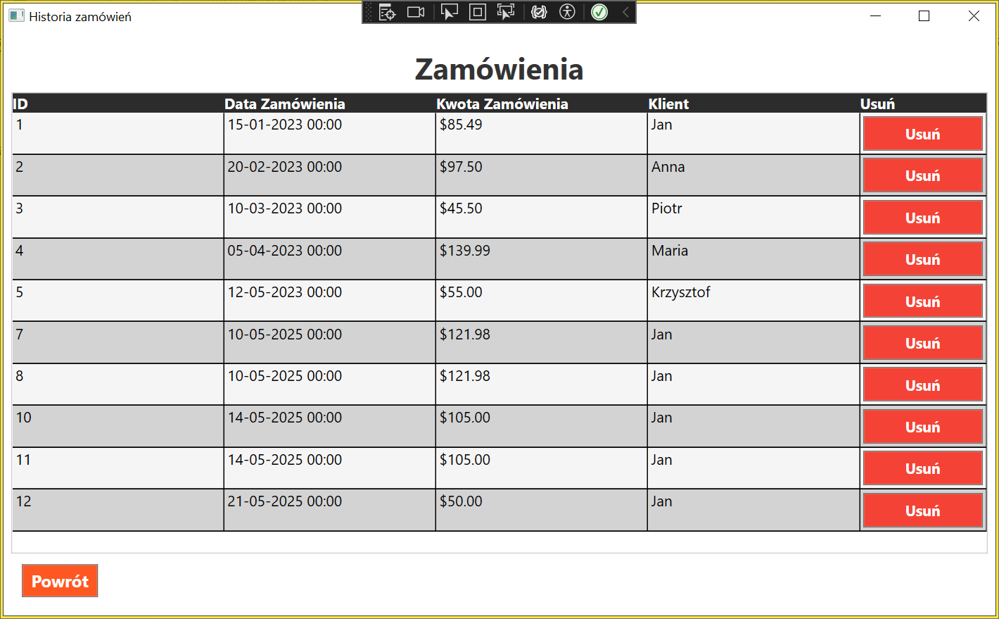 Historia zamówień
Zamówienia
ID Data Zamówienia Kwota Zamówienia Klient Usuń
1 15-01-2023 00:00 $85.49 Jan Usuń
2 20-02-2023 00:00 $97.50 Anna Usuń
3 10-03-2023 00:00 $45.50 Piotr Usuń
4 05-04-2023 00:00 $139.99 Maria Usuń
5 12-05-2023 00:00 $55.00 Krzysztof Usuń
7 10-05-2025 00:00 $121.98 Jan Usuń
8 10-05-2025 00:00 $121.98 Jan Usuń
10 14-05-2025 00:00 $105.00 Jan Usuń
11 14-05-2025 00:00 $105.00 Jan Usuń
12 21-05-2025 00:00 $50.00 Jan Usuń
Powrót